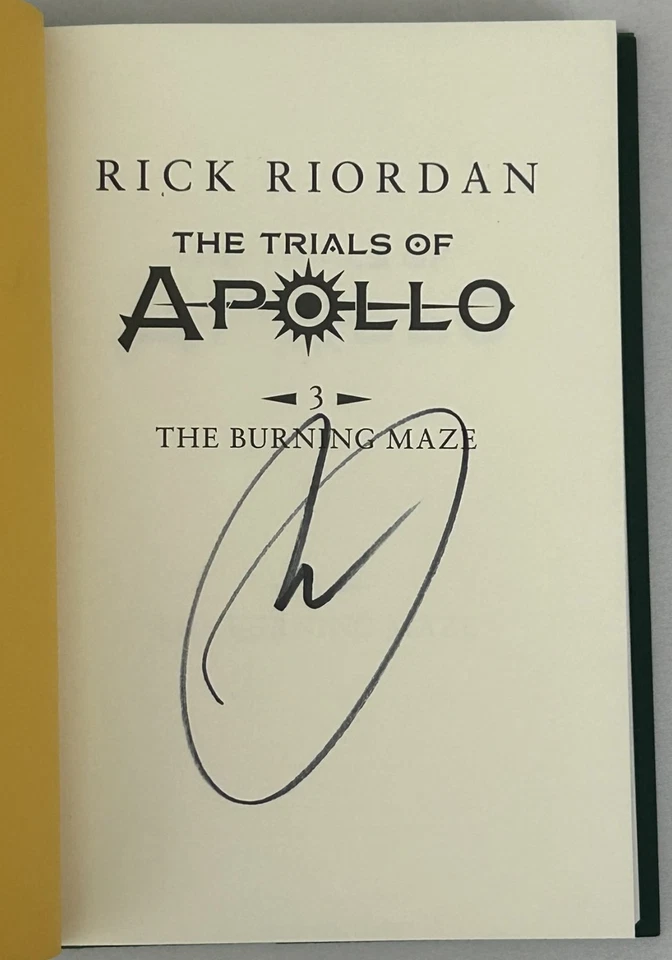 RICK RIORDAN
THE TRIALS OF
APOLLO
3
THE BURNING MAZE